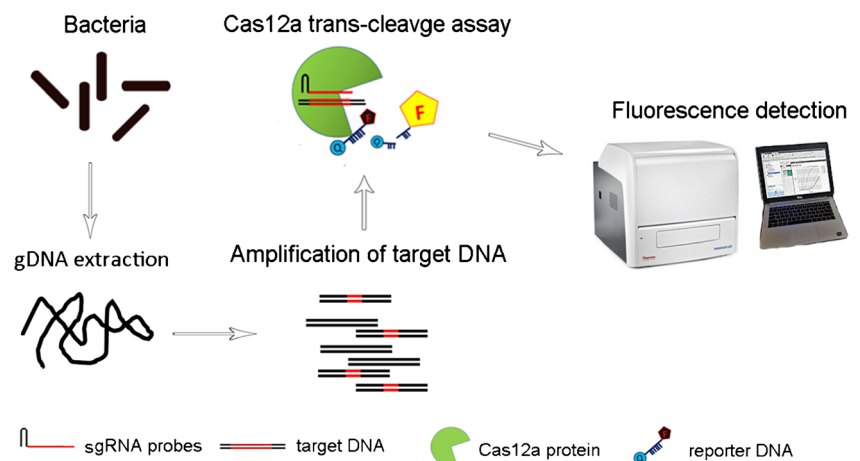 Bacteria
Cas12a trans-cleavge assay
F
F
Q
Q
Fluorescence detection
gDNA extraction
Amplification of target DNA
Thermo
sgRNA probes
target DNA
Cas12a protein
F
Q
reporter DNA